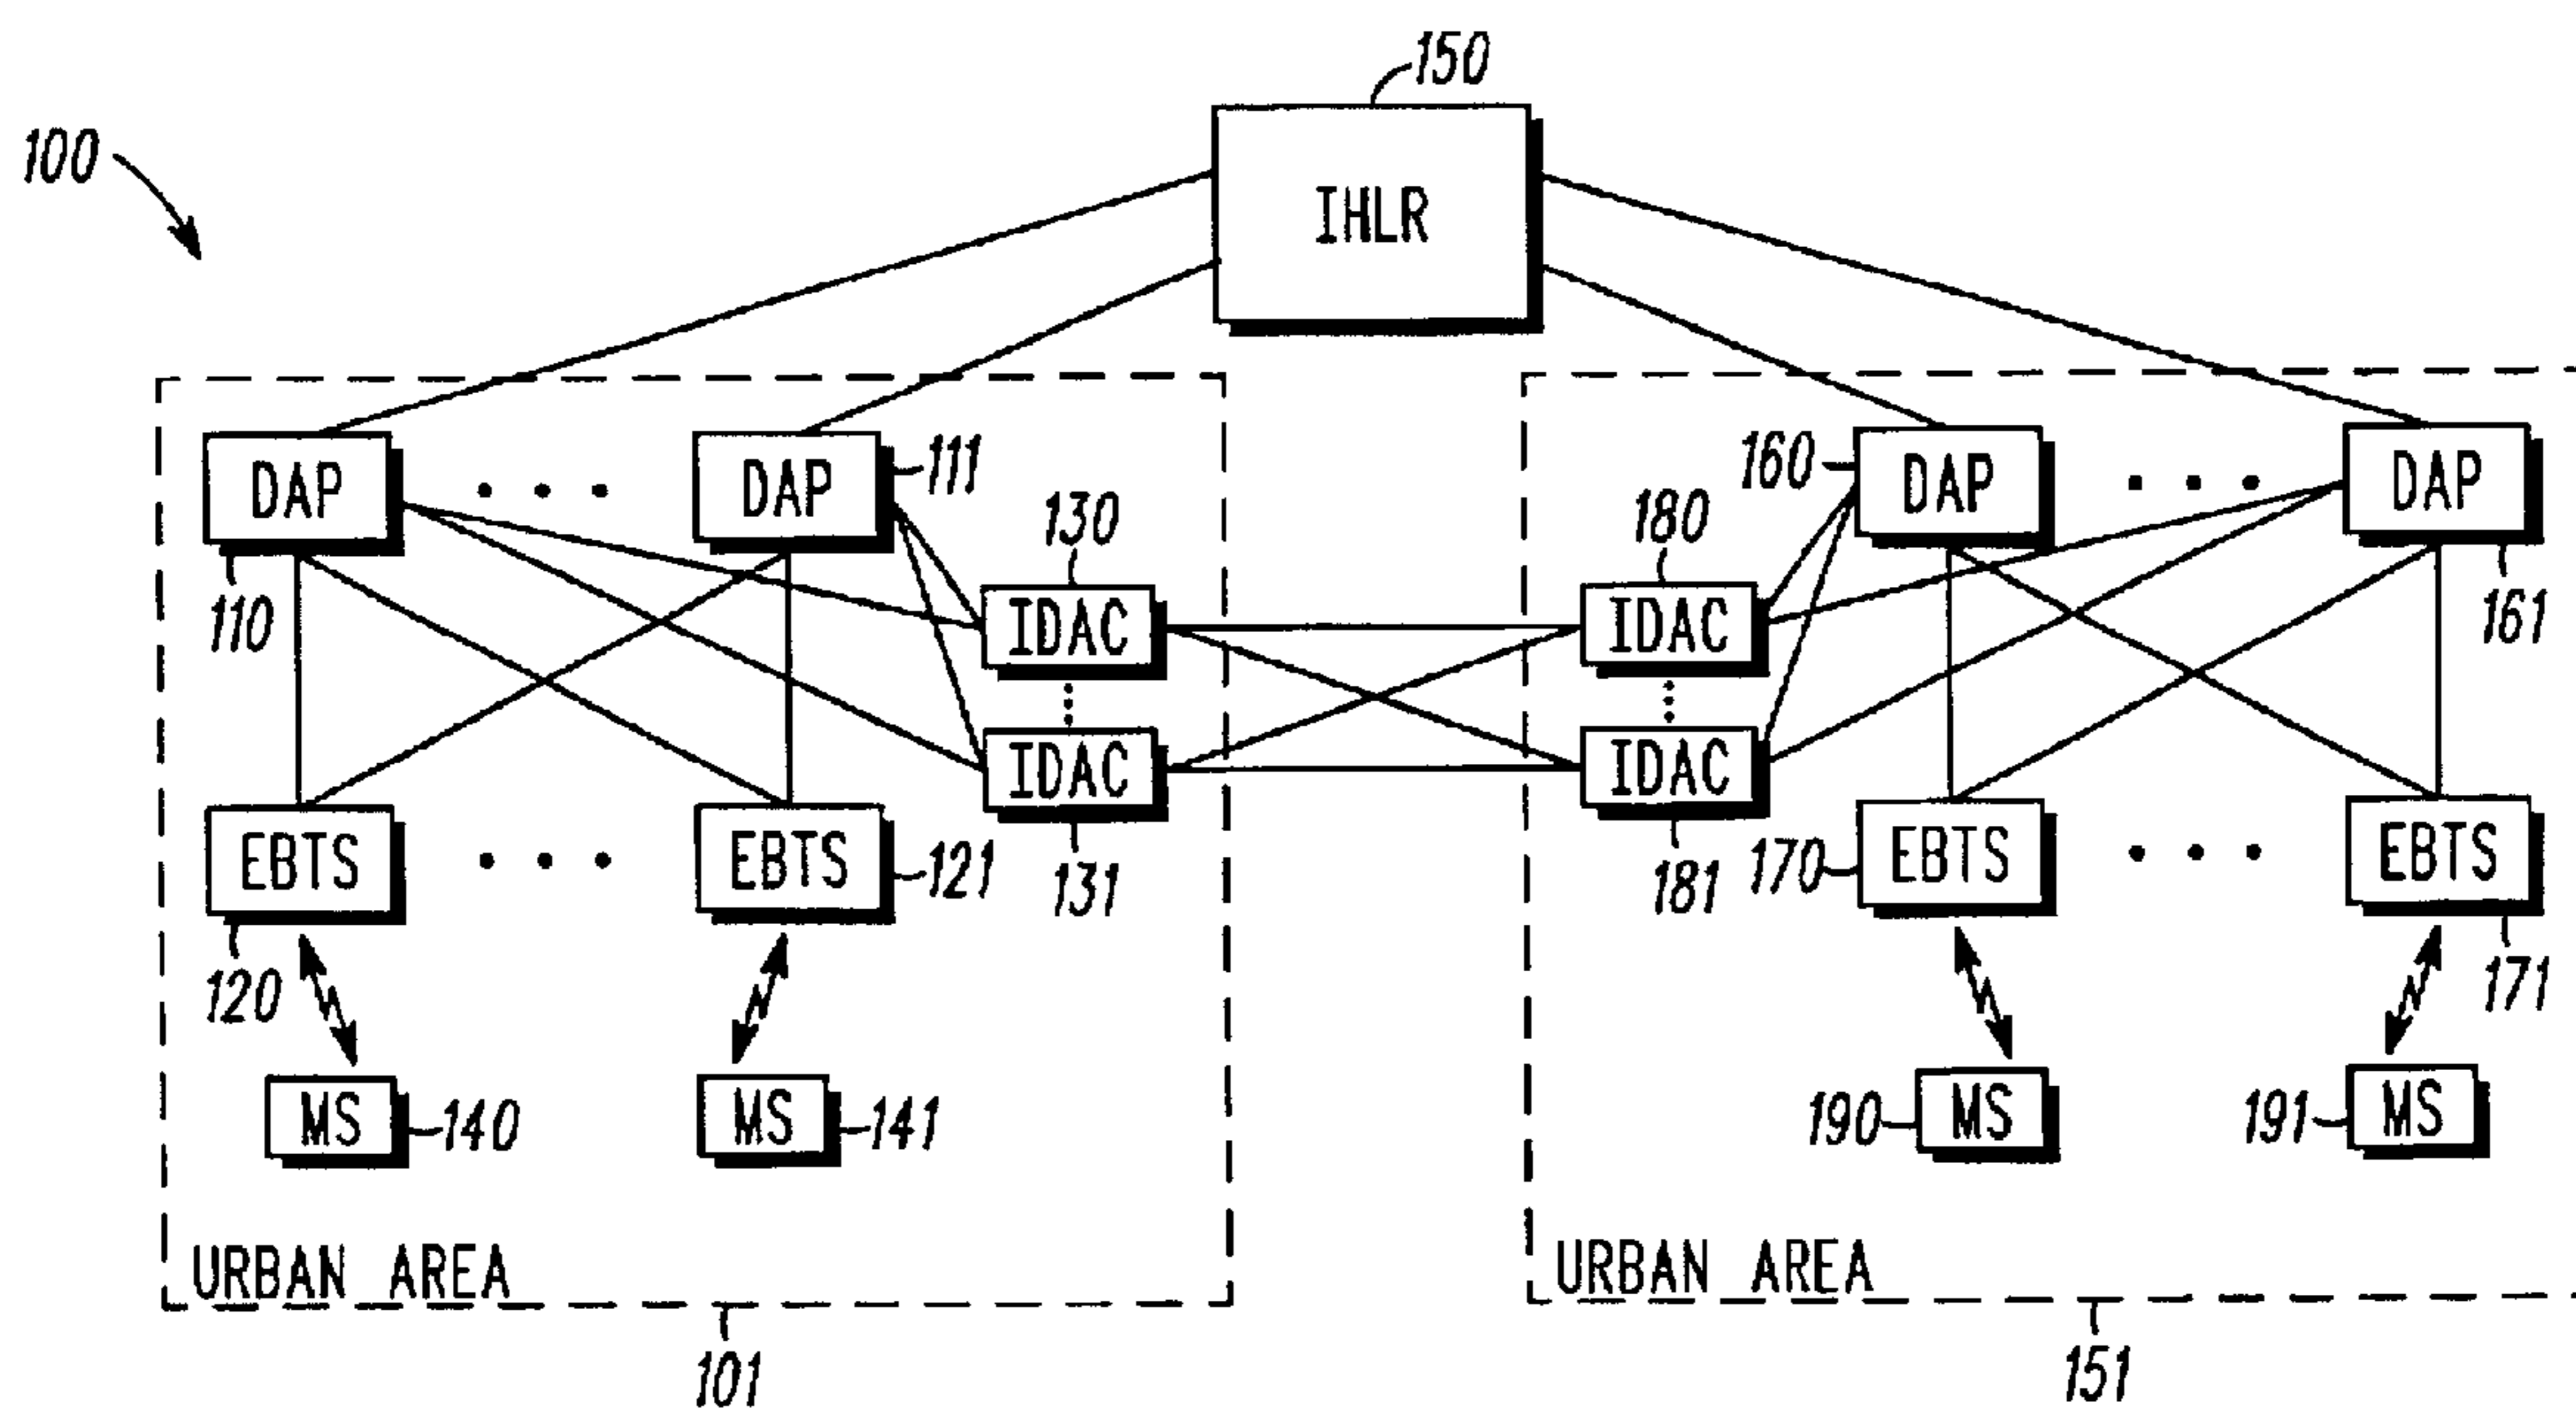 150
100
IHLR
DAP
DAP
111
160
DAP
DAP
130
180
110
IDAC
IDAC
161
IDAC
IDAC
EBTS
EBTS
121
131
181
170
EBTS
EBTS
120
171
MS
140
MS
141
190
MS
191
MS
URBAN AREA
URBAN AREA
101
151